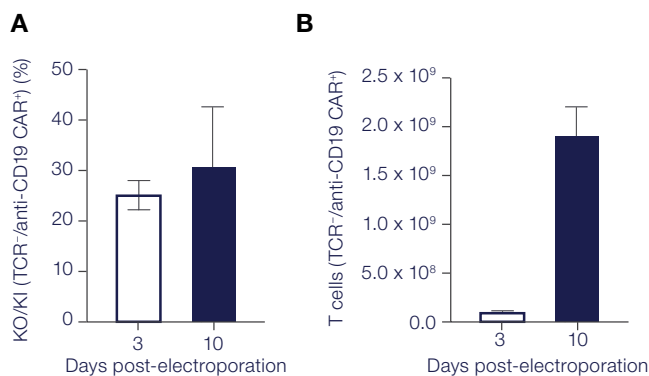 A
KO/KI (TCR⁻/anti-CD19 CAR⁺) (%)
50
40
30
20
10
0
3
10
Days post-electroporation
B
T cells (TCR⁻/anti-CD19 CAR⁺)
2.5 x 10⁹
2.0 x 10⁹
1.5 x 10⁹
1.0 x 10⁹
5.0 x 10⁸
0.0
3
10
Days post-electroporation